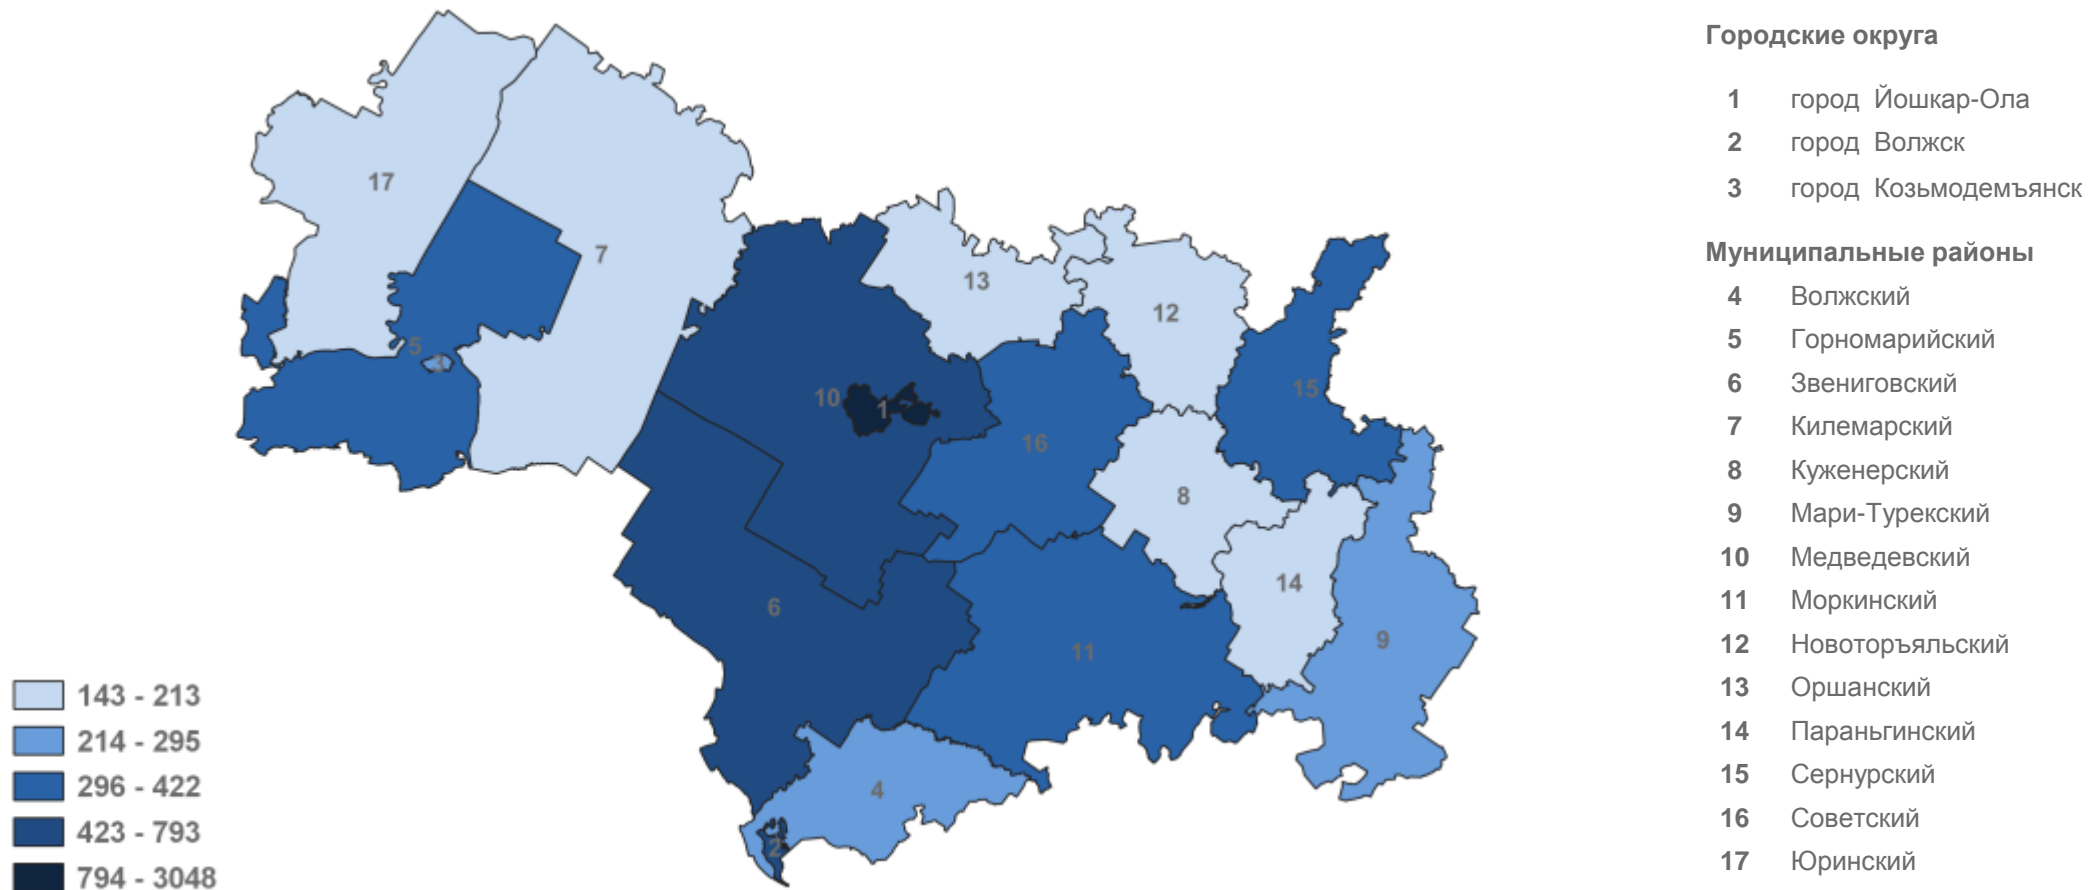 17
7
13
12
5
3
10
1
15
16
8
14
6
11
9
4
2
143 - 213
214 - 295
296 - 422
423 - 793
794 - 3048
Городские округа
1 город Йошкар-Ола
2 город Волжск
3 город Козьмодемъянск
Муниципальные районы
4 Волжский
5 Горномарийский
6 Звениговский
7 Килемарский
8 Куженерский
9 Мари-Турекский
10 Медведевский
11 Моркинский
12 Новоторъяльский
13 Оршанский
14 Параньгинский
15 Сернурский
16 Советский
17 Юринский